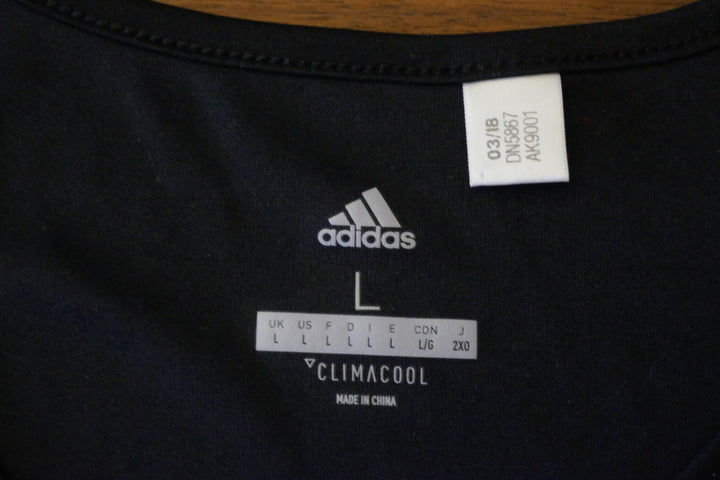 03/18
DN5867
AK9001
adidas
L
UK US F D I E CDN J
L L L L L L L/G 2XO
CLIMACOOL
MADE IN CHINA